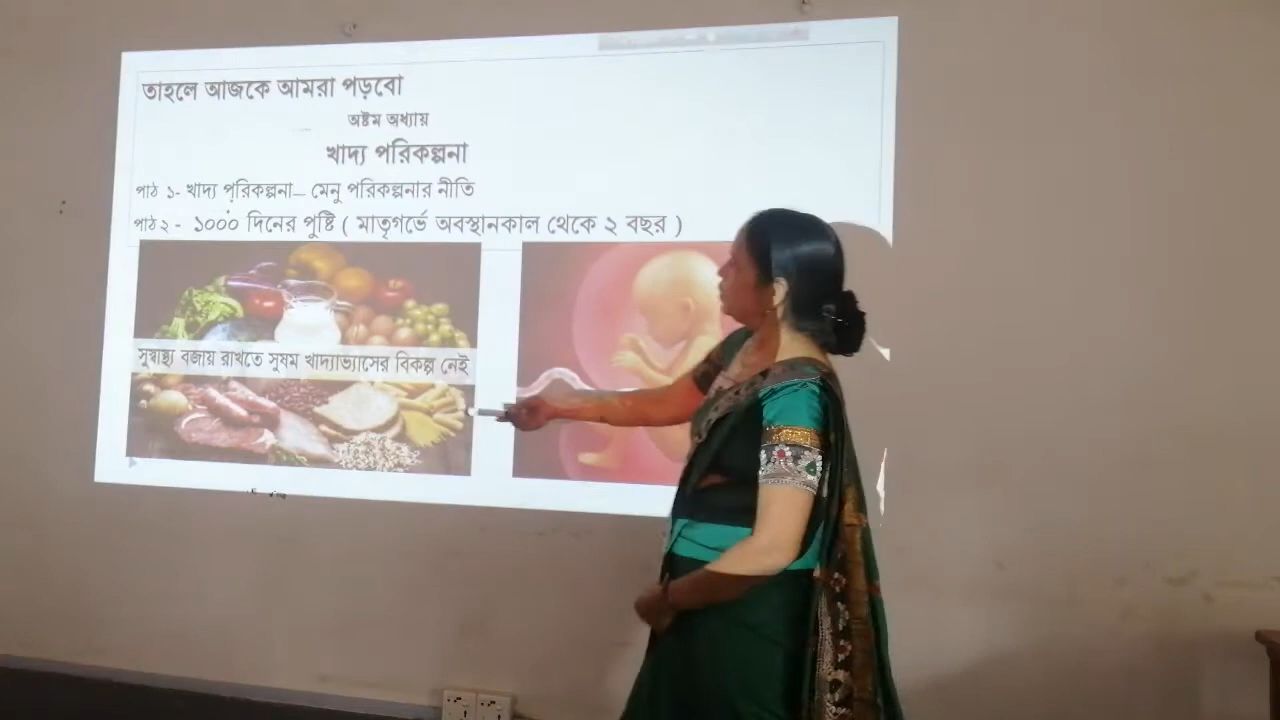 তাহলে আজকে আমরা পড়বো
অষ্টম অধ্যায়
খাদ্য পরিকল্পনা
পাঠ ১- খাদ্য পরিকল্পনা– মেনু পরিকল্পনার নীতি
পাঠ ২ - ১০০০ দিনের পুষ্টি ( মাতৃগর্ভে অবস্থানকাল থেকে ২ বছর )
সুস্বাস্থ্য বজায় রাখতে সুষম খাদ্যাভ্যাসের বিকল্প নেই